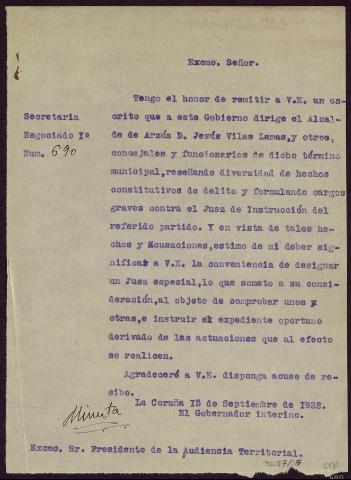 Excmo. Señor.
Tengo el honor de remitir a V.E. un es-
Secretaria crito que a este Gobierno dirige el Alcal-
Negociado 1º de de Arzúa D. Jesús Vilas Lamas, y otros,
Num. 690 concejales y funcionarios de dicho término
municipal, reseñando diversidad de hechos
constitutivos de delito y formulando cargos
graves contra el Juez de Instrucción del
referido partido. Y en vista de tales he-
chos y acusaciones, estimo de mi deber sig-
nificar a V.E. la conveniencia de designar
un Juez especial, lo que someto a su consi-
deración, al objeto de comprobar unos y
otras, e instruir el expediente oportuno
derivado de las actuaciones que al efecto
se realicen.
Agradeceré a V.E. disponga acuse de re-
cibo.
La Coruña 15 de Septiembre de 1932.
Minuta
El Gobernador interino.
Excmo. Sr. Presidente de la Audiencia Territorial.